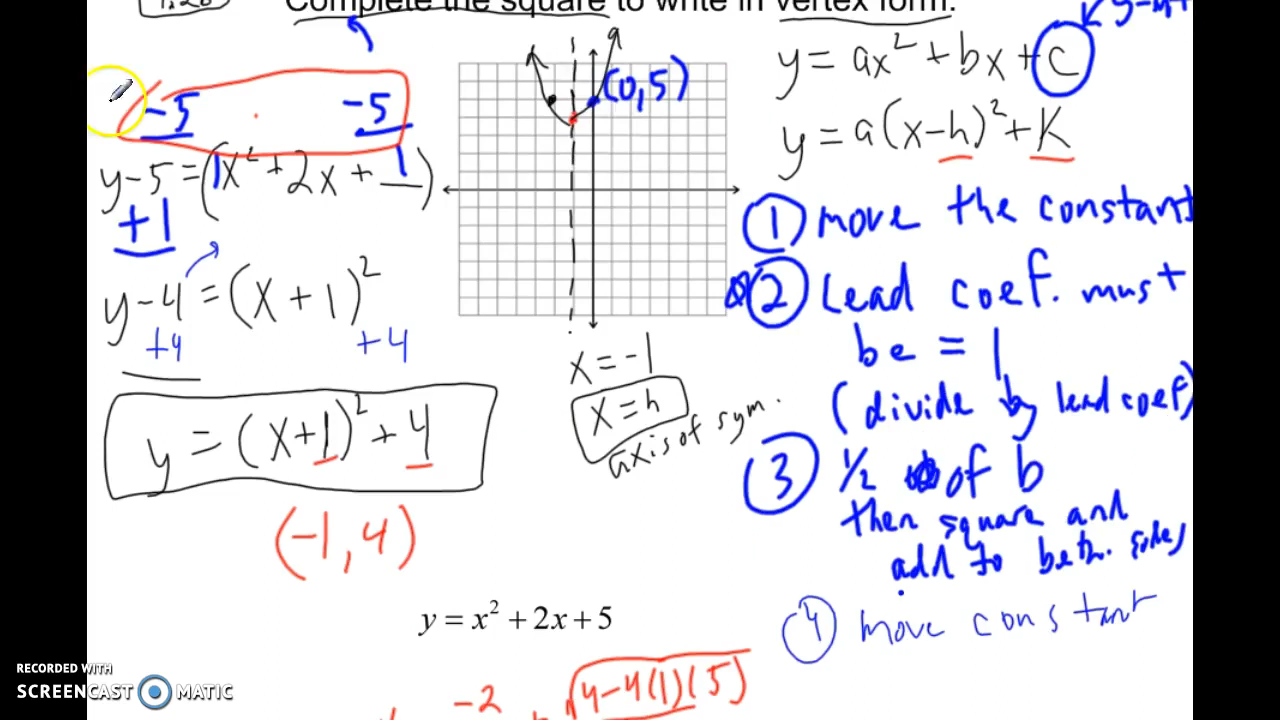 Complete the square to write in vertex form.
-5 -5
y-5=(1x²+2x+1)
+1
y-4=(x+1)²
+4 +4
y=(x+1)²+4
(-1,4)
(0,5)
x=-1
x=h
axis of sym.
y=ax²+bx+c
y=a(x-h)²+k
① move the constant
② Lead coef. must
be = 1
(divide by lead coef)
③ 1/2 of b
then square and
add to both sides
④ move constant
y = x² + 2x + 5
-2 √4-4(1)(5)
RECORDED WITH
SCREENCAST MATIC